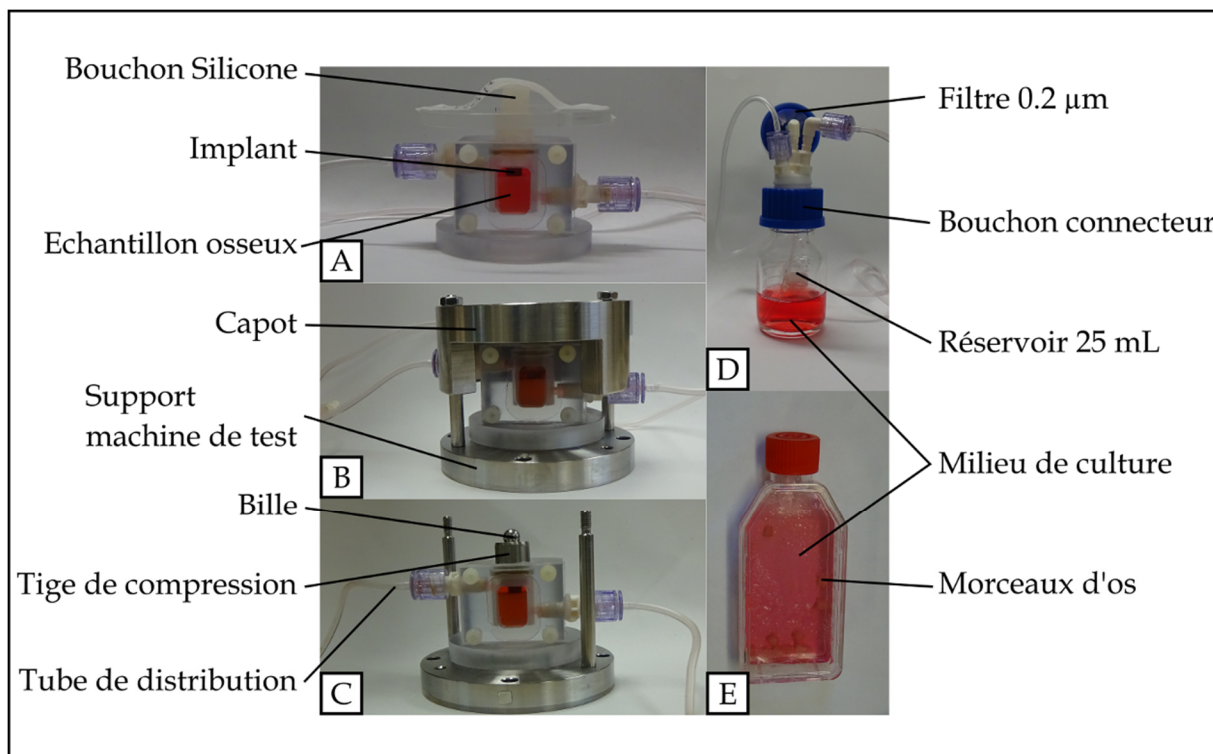 Bouchon Silicone
Implant
Echantillon osseux
A
Capot
Support
machine de test
B
Bille
Tige de compression
Tube de distribution
C
Filtre 0.2 µm
Bouchon connecteur
Réservoir 25 mL
D
Milieu de culture
Morceaux d'os
E